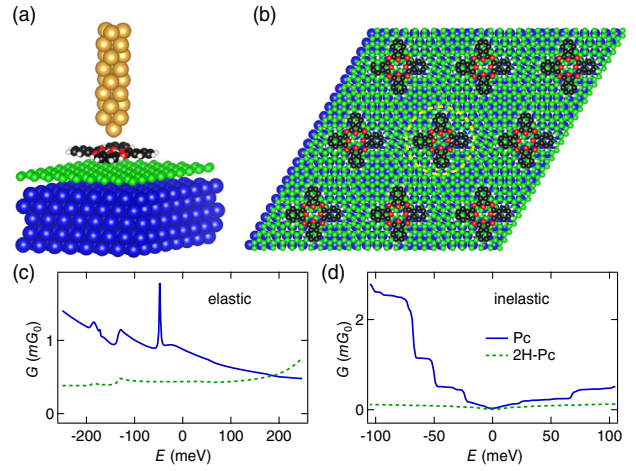 (a)
(b)
(c)
elastic
G (mG0)
1
0
-200 -100 0 100 200
E (meV)
(d)
inelastic
G (mG0)
2
0
Pc
2H-Pc
-100 -50 0 50 100
E (meV)